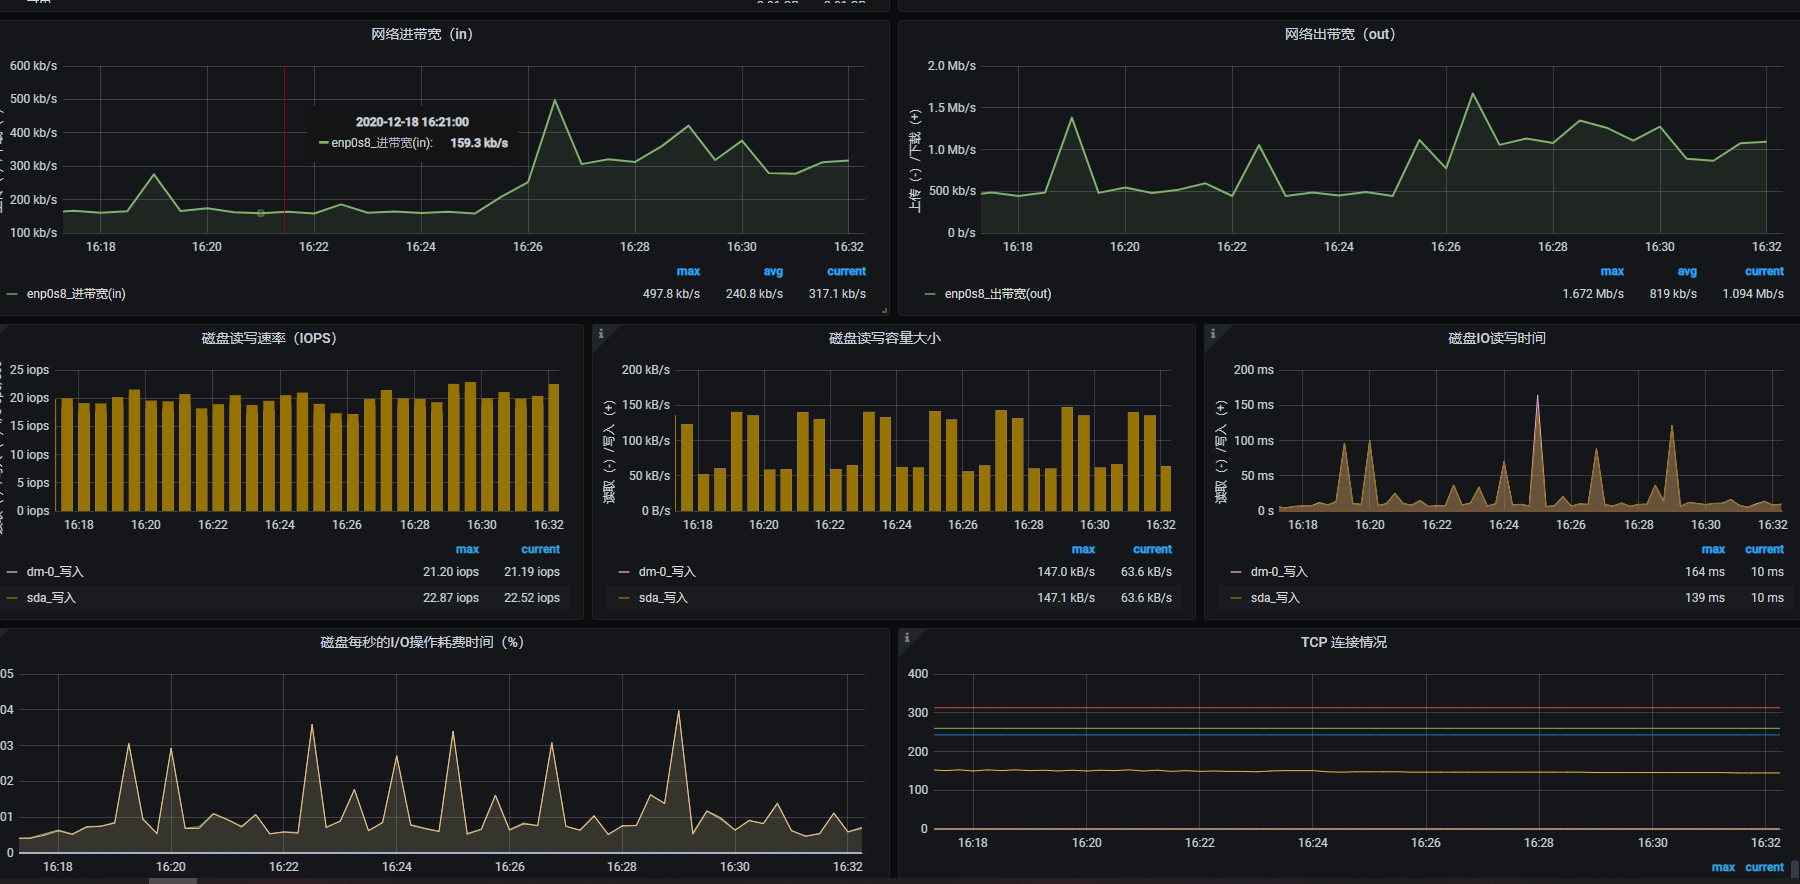 网络进带宽（in）
600 kb/s
500 kb/s
400 kb/s
300 kb/s
200 kb/s
100 kb/s
2020-12-18 16:21:00
enp0s8_进带宽(in): 159.3 kb/s
16:18 16:20 16:22 16:24 16:26 16:28 16:30 16:32
max avg current
enp0s8_进带宽(in) 497.8 kb/s 240.8 kb/s 317.1 kb/s
网络出带宽（out）
上传（-）/下载（+）
2.0 Mb/s
1.5 Mb/s
1.0 Mb/s
500 kb/s
0 b/s
16:18 16:20 16:22 16:24 16:26 16:28 16:30 16:32
max avg current
enp0s8_出带宽(out) 1.672 Mb/s 819 kb/s 1.094 Mb/s
磁盘读写速率（IOPS）
25 iops
20 iops
15 iops
10 iops
5 iops
0 iops
16:18 16:20 16:22 16:24 16:26 16:28 16:30 16:32
max current
dm-0_写入 21.20 iops 21.19 iops
sda_写入 22.87 iops 22.52 iops
磁盘读写容量大小
读取（-）/写入（+）
200 kB/s
150 kB/s
100 kB/s
50 kB/s
0 B/s
16:18 16:20 16:22 16:24 16:26 16:28 16:30 16:32
max current
dm-0_写入 147.0 kB/s 63.6 kB/s
sda_写入 147.1 kB/s 63.6 kB/s
磁盘IO读写时间
读取（-）/写入（+）
200 ms
150 ms
100 ms
50 ms
0 s
16:18 16:20 16:22 16:24 16:26 16:28 16:30 16:32
max current
dm-0_写入 164 ms 10 ms
sda_写入 139 ms 10 ms
磁盘每秒的I/O操作耗费时间（%）
05
04
03
02
01
0
16:18 16:20 16:22 16:24 16:26 16:28 16:30 16:32
TCP 连接情况
400
300
200
100
0
16:18 16:20 16:22 16:24 16:26 16:28 16:30 16:32
max current